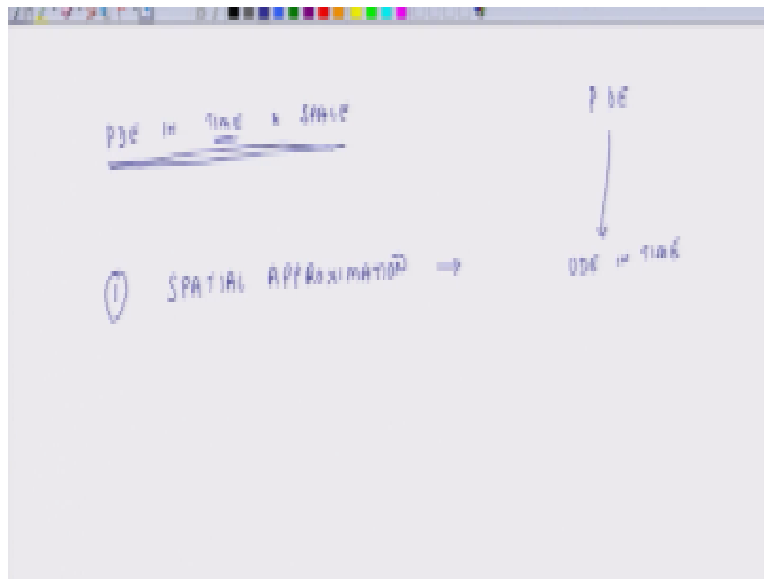 PDE IN TIME & SPACE
PDE
↓
① SPATIAL APPROXIMATION ⇒ ODE IN TIME